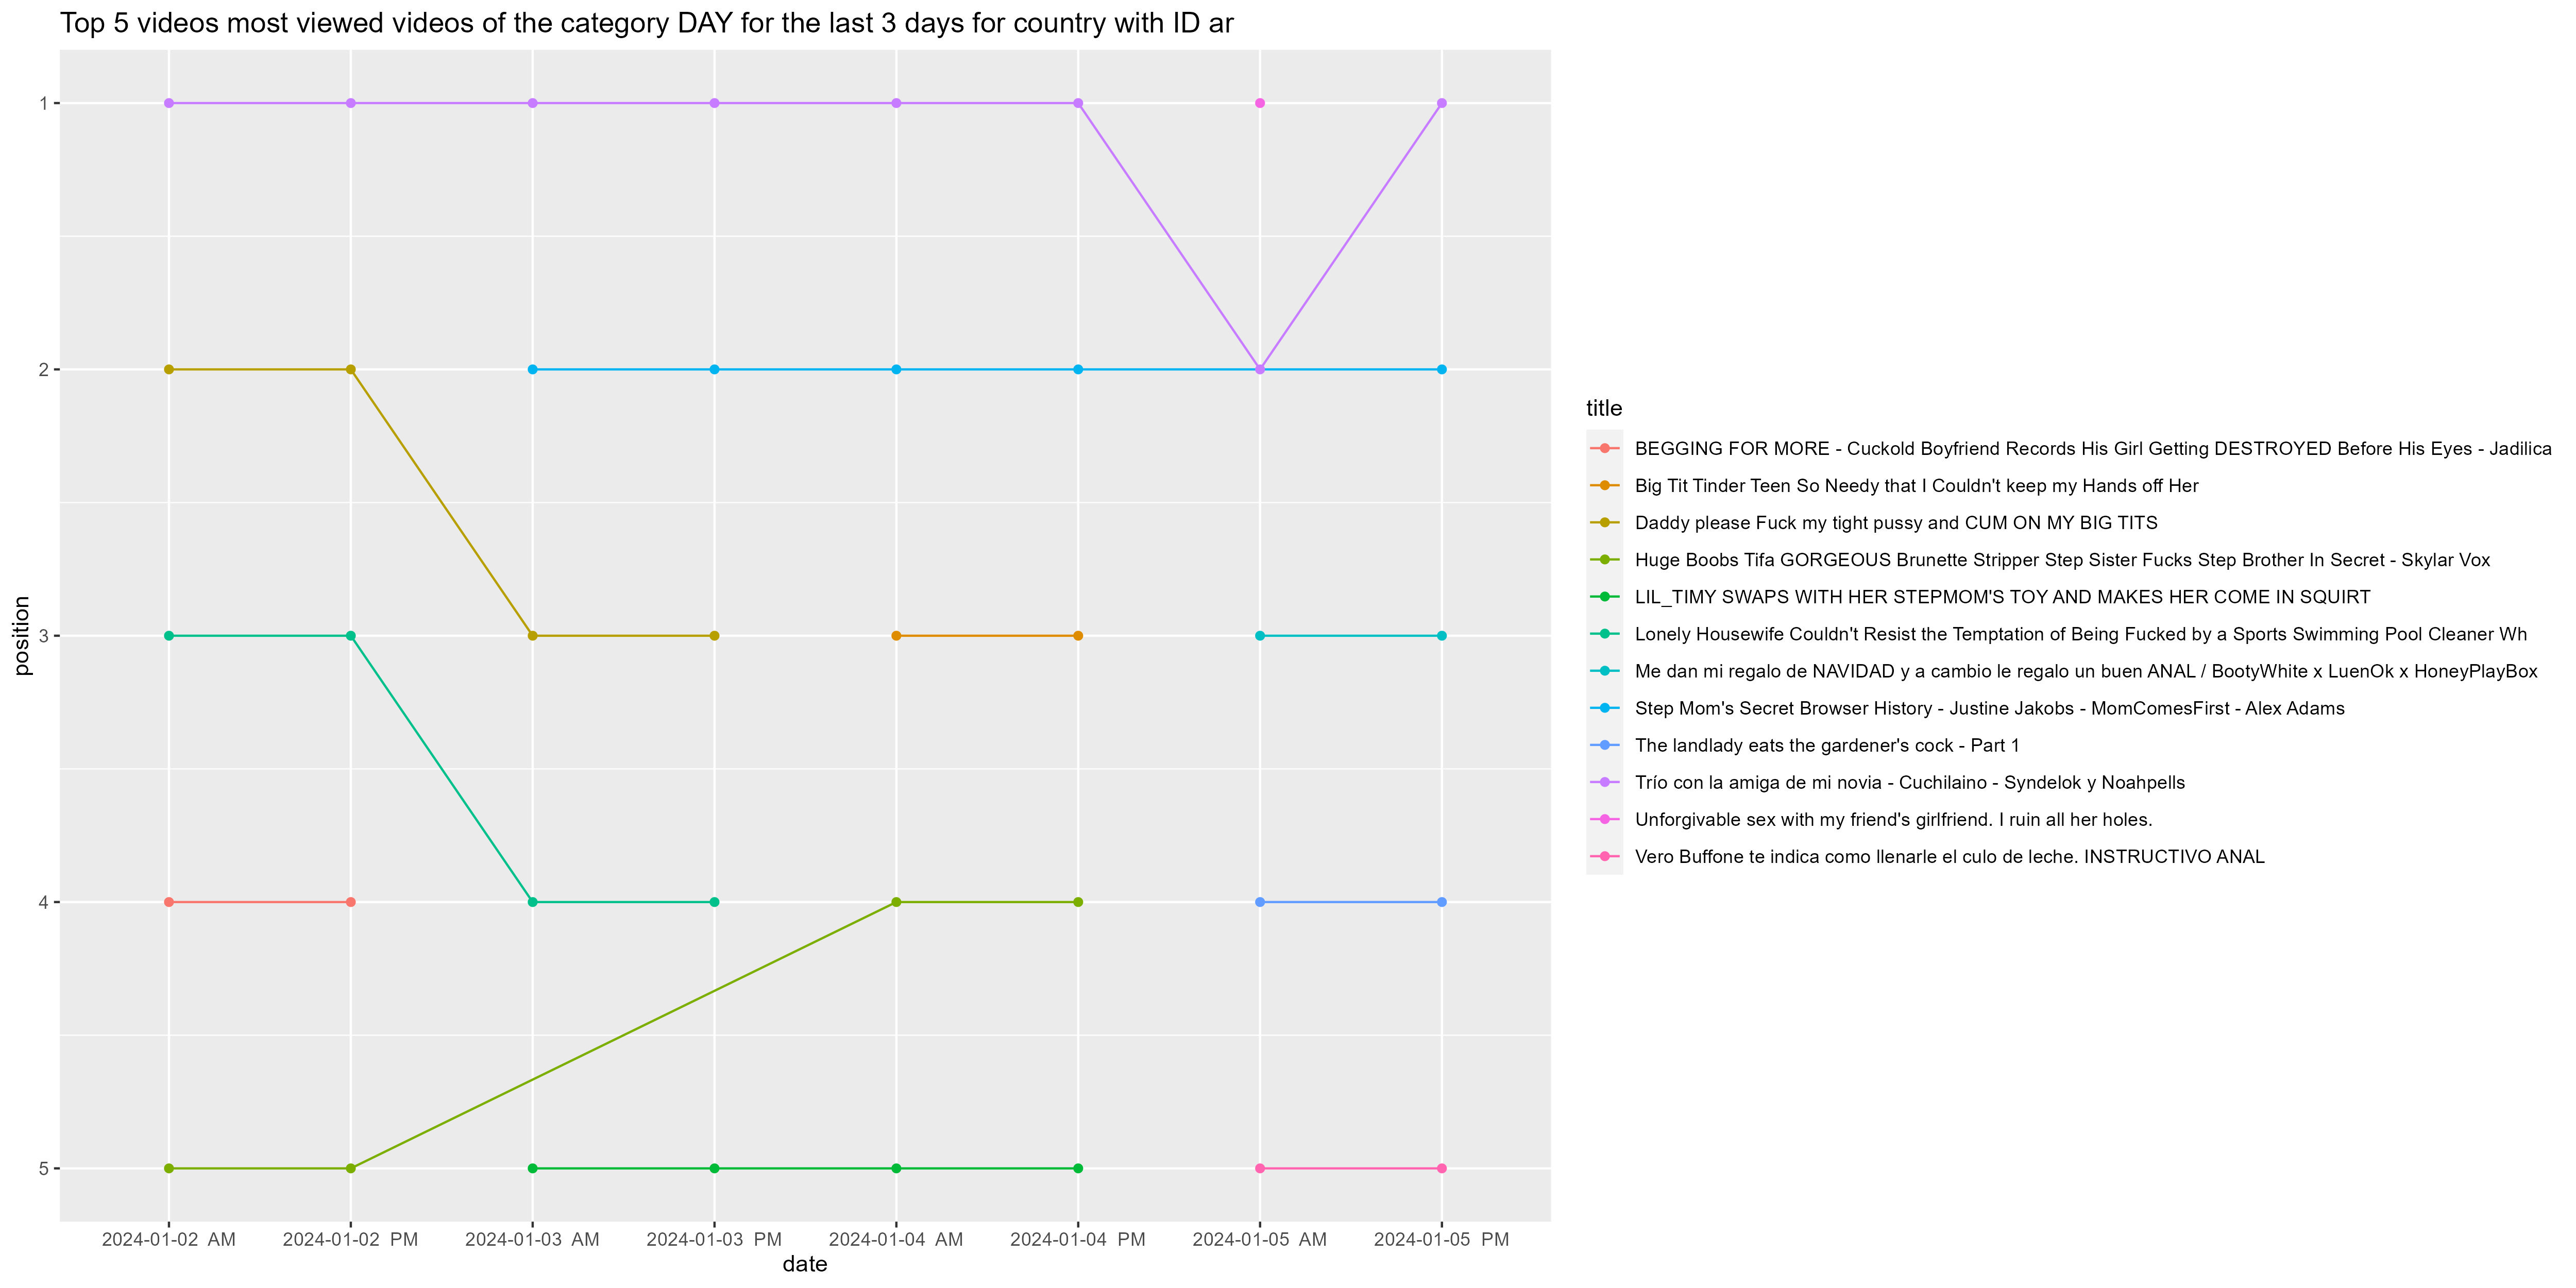 Top 5 videos most viewed videos of the category DAY for the last 3 days for country with ID ar
position
1
2
3
4
5
2024-01-02 AM
2024-01-02 PM
2024-01-03 AM
2024-01-03 PM
2024-01-04 AM
2024-01-04 PM
2024-01-05 AM
2024-01-05 PM
date
title
BEGGING FOR MORE - Cuckold Boyfriend Records His Girl Getting DESTROYED Before His Eyes - Jadilica
Big Tit Tinder Teen So Needy that I Couldn't keep my Hands off Her
Daddy please Fuck my tight pussy and CUM ON MY BIG TITS
Huge Boobs Tifa GORGEOUS Brunette Stripper Step Sister Fucks Step Brother In Secret - Skylar Vox
LIL_TIMY SWAPS WITH HER STEPMOM'S TOY AND MAKES HER COME IN SQUIRT
Lonely Housewife Couldn't Resist the Temptation of Being Fucked by a Sports Swimming Pool Cleaner Wh
Me dan mi regalo de NAVIDAD y a cambio le regalo un buen ANAL / BootyWhite x LuenOk x HoneyPlayBox
Step Mom's Secret Browser History - Justine Jakobs - MomComesFirst - Alex Adams
The landlady eats the gardener's cock - Part 1
Trío con la amiga de mi novia - Cuchilaino - Syndelok y Noahpells
Unforgivable sex with my friend's girlfriend. I ruin all her holes.
Vero Buffone te indica como llenarle el culo de leche. INSTRUCTIVO ANAL